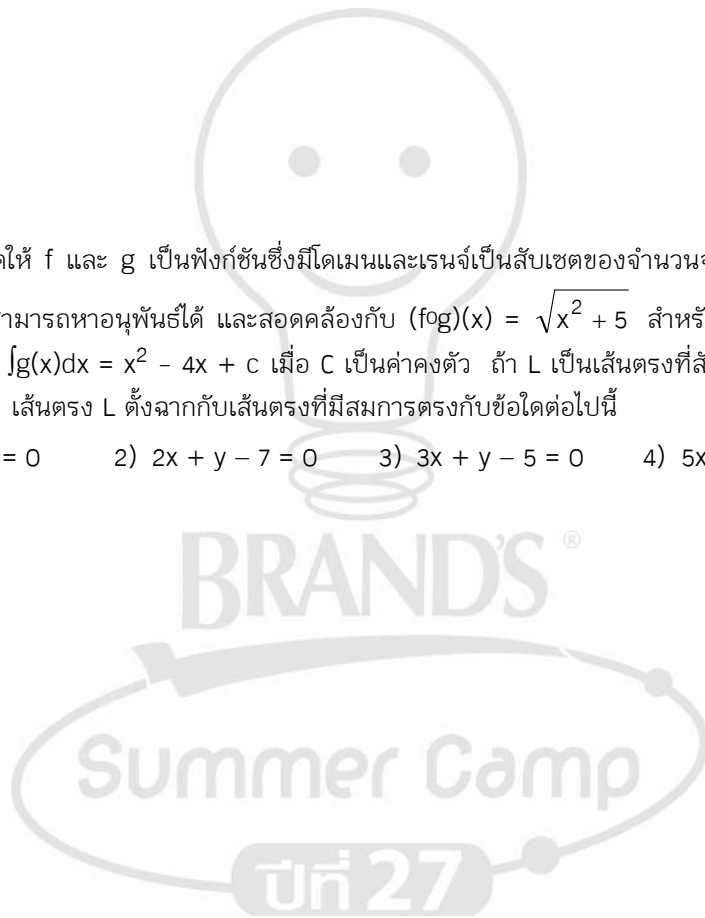 ให้ f และ g เป็นฟังก์ชันซึ่งมีโดเมนและเรนจ์เป็นสับเซตของจำนวน
สามารถหาอนุพันธ์ได้ และสอดคล้องกับ (fog)(x) = √(x² + 5) สำหรั
∫g(x)dx = x² – 4x + c เมื่อ C เป็นค่าคงตัว ถ้า L เป็นเส้นตรงที่สั
เส้นตรง L ตั้งฉากกับเส้นตรงที่มีสมการตรงกับข้อใดต่อไปนี้
= 0 2) 2x + y – 7 = 0 3) 3x + y – 5 = 0 4) 5x
BRAND'S ®
Summer Camp
ปีที่ 27